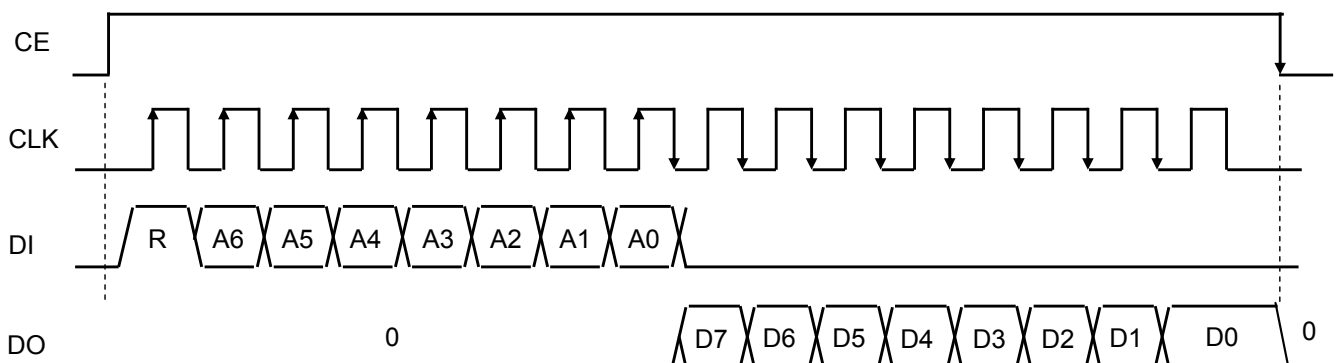 CE
CLK
DI R A6 A5 A4 A3 A2 A1 A0
DO 0 D7 D6 D5 D4 D3 D2 D1 D0 0